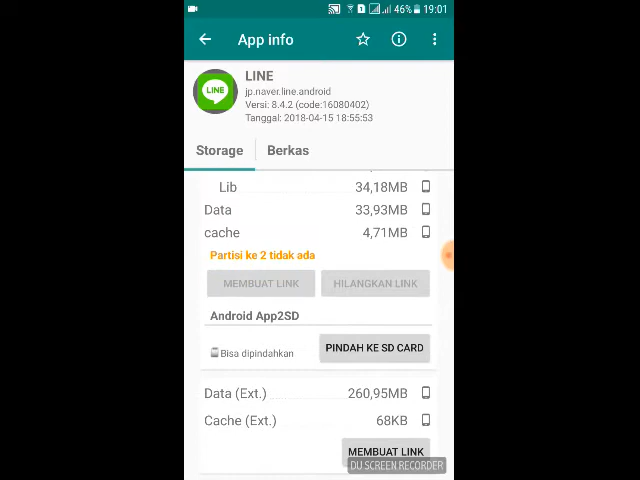 46% 19:01
App info
LINE
LINE
jp.naver.line.android
Versi: 8.4.2 (code:16080402)
Tanggal: 2018-04-15 18:55:53
Storage Berkas
Lib 34,18MB
Data 33,93MB
cache 4,71MB
Partisi ke 2 tidak ada
MEMBUAT LINK HILANGKAN LINK
Android App2SD
Bisa dipindahkan PINDAH KE SD CARD
Data (Ext.) 260,95MB
Cache (Ext.) 68KB
MEMBUAT LINK
DU SCREEN RECORDER